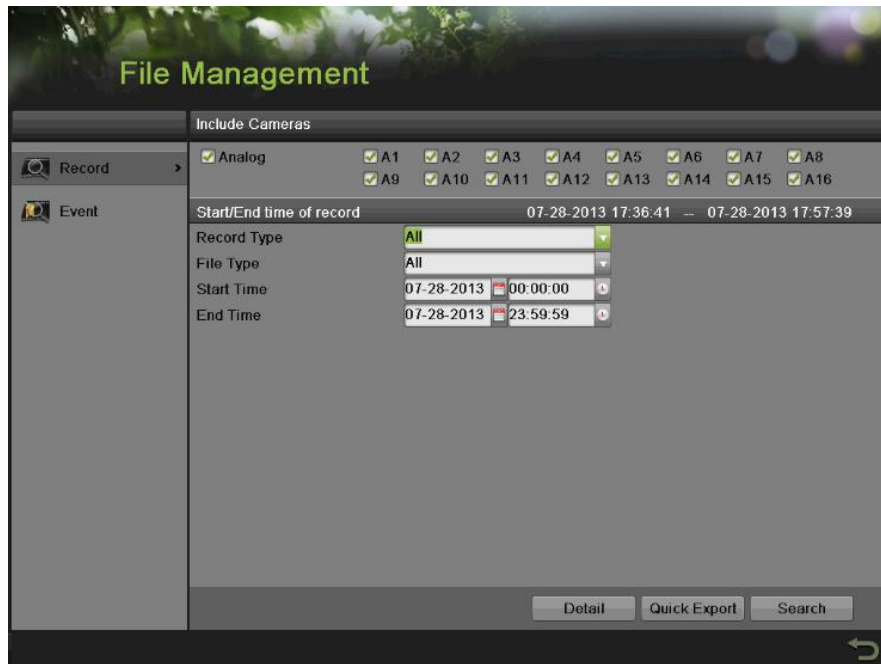 File Management
Include Cameras
Record
Event
Analog A1 A2 A3 A4 A5 A6 A7 A8
A9 A10 A11 A12 A13 A14 A15 A16
Start/End time of record 07-28-2013 17:36:41 -- 07-28-2013 17:57:39
Record Type All
File Type All
Start Time 07-28-2013 00:00:00
End Time 07-28-2013 23:59:59
Detail Quick Export Search